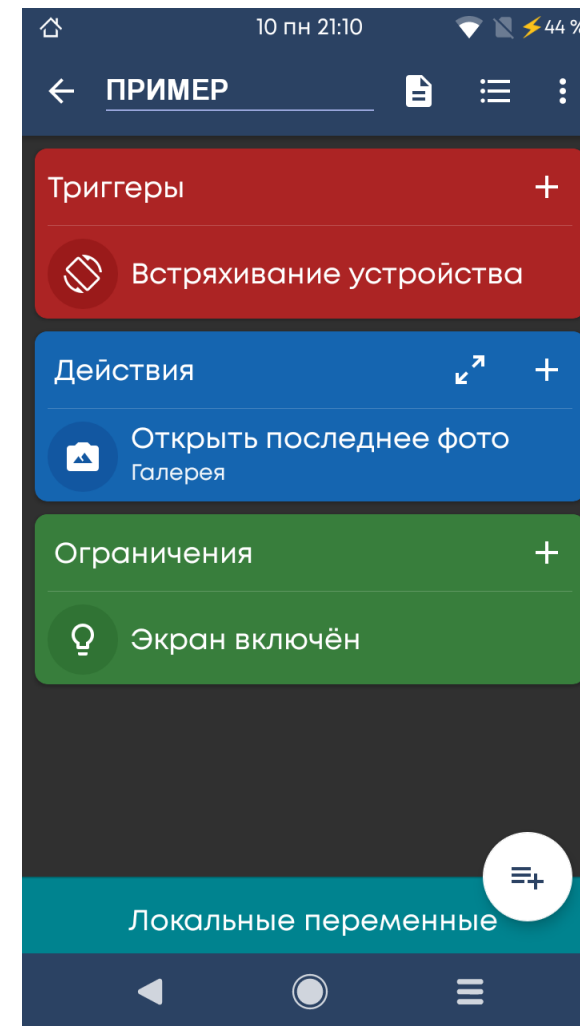 10 пн 21:10
44 %
ПРИМЕР
Триггеры
Встряхивание устройства
Действия
Открыть последнее фото
Галерея
Ограничения
Экран включён
Локальные переменные